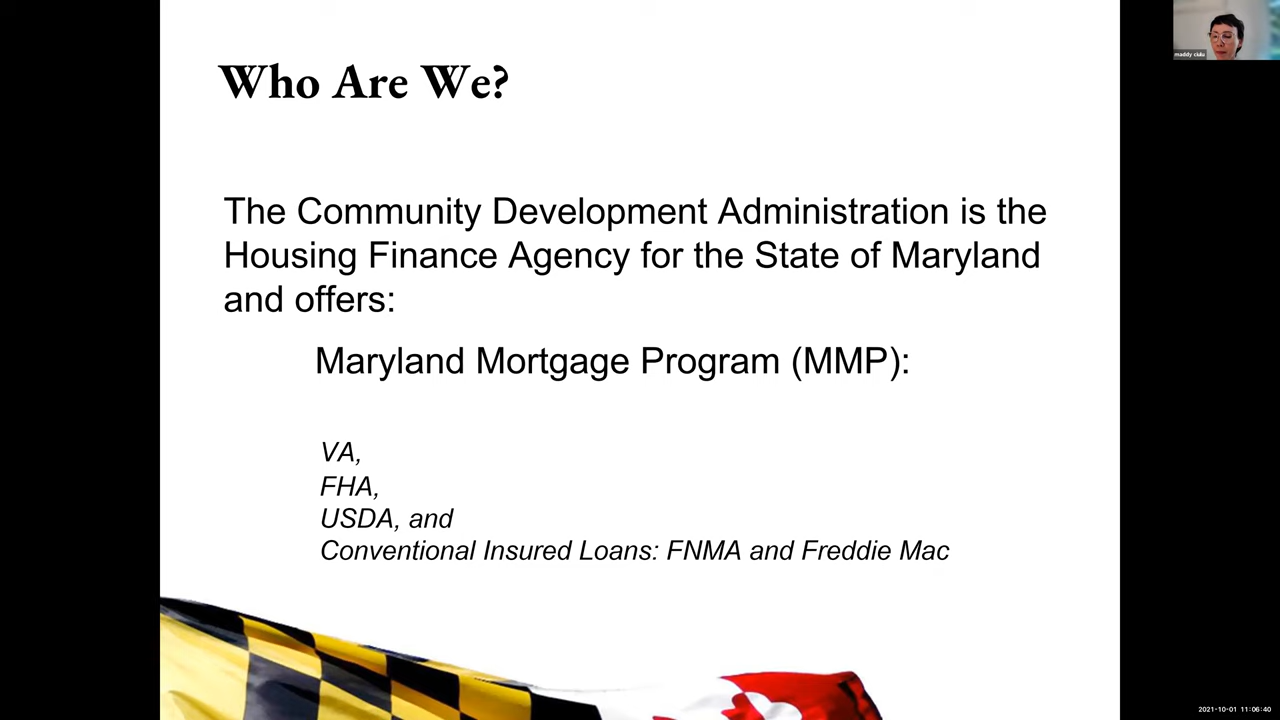 maddy ciulu
Who Are We?
The Community Development Administration is the
Housing Finance Agency for the State of Maryland
and offers:
Maryland Mortgage Program (MMP):
VA,
FHA,
USDA, and
Conventional Insured Loans: FNMA and Freddie Mac
2021-10-01 11:06:40